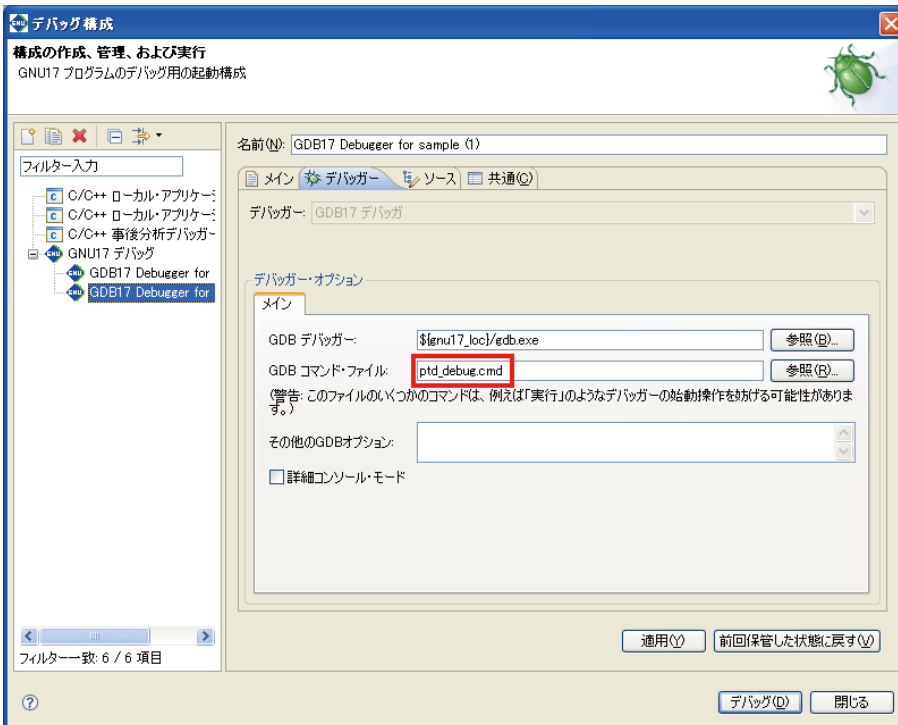 GNU デバッグ構成
構成の作成、管理、および実行
GNU17 プログラムのデバッグ用の起動構成
フィルター入力
C/C++ ローカル・アプリケーシ
C/C++ ローカル・アプリケーシ
C/C++ 事後分析デバッガー
GNU17 デバッグ
GDB17 Debugger for
GDB17 Debugger for
フィルター一致: 6 / 6 項目
名前(N): GDB17 Debugger for sample (1)
メイン デバッガー ソース 共通(C)
デバッガー: GDB17 デバッガ
デバッガー・オプション
メイン
GDB デバッガー: ${gnu17_loc}/gdb.exe 参照(B)...
GDB コマンド・ファイル: ptd_debug.cmd 参照(R)...
(警告: このファイルのいくつかのコマンドは、例えば「実行」のようなデバッガーの始動操作を妨げる可能性がありま
す。)
その他のGDBオプション:
詳細コンソール・モード
適用(Y) 前回保管した状態に戻す(V)
デバッグ(D) 閉じる